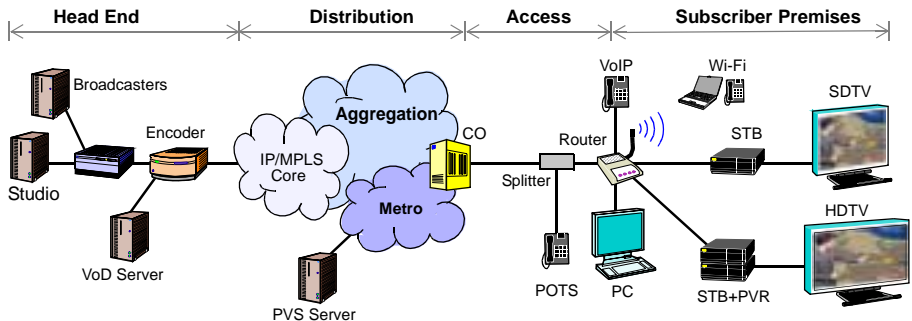 Head End
Distribution
Access
Subscriber Premises
Broadcasters
VoIP
Wi-Fi
SDTV
Aggregation
Encoder
CO
Router
STB
IP/MPLS
Core
Splitter
Studio
Metro
HDTV
VoD Server
POTS
PC
STB+PVR
PVS Server